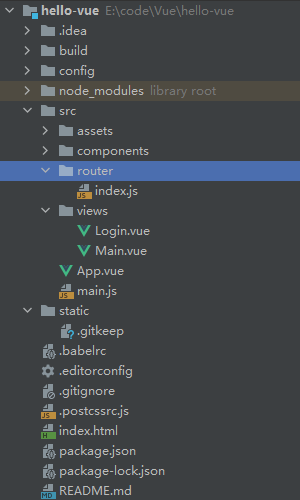 hello-vue E:\code\Vue\hello-vue
.idea
build
config
node_modules library root
src
assets
components
router
index.js
views
Login.vue
Main.vue
App.vue
main.js
static
.gitkeep
.babelrc
.editorconfig
.gitignore
.postcssrc.js
index.html
package.json
package-lock.json
README.md